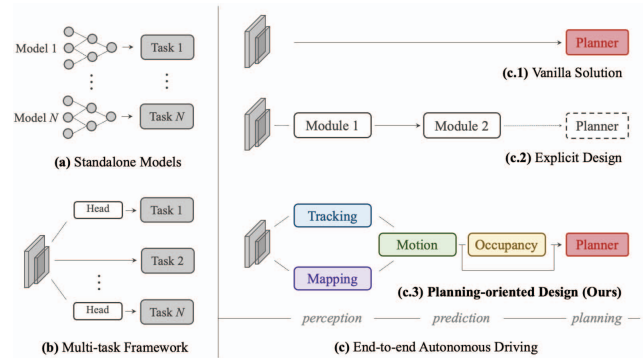 Model 1
Task 1
Model N
Task N
(a) Standalone Models
Head
Task 1
Task 2
Head
Task N
(b) Multi-task Framework
Planner
(c.1) Vanilla Solution
Module 1
Module 2
Planner
(c.2) Explicit Design
Tracking
Mapping
Motion
Occupancy
Planner
(c.3) Planning-oriented Design (Ours)
perception
prediction
planning
(c) End-to-end Autonomous Driving